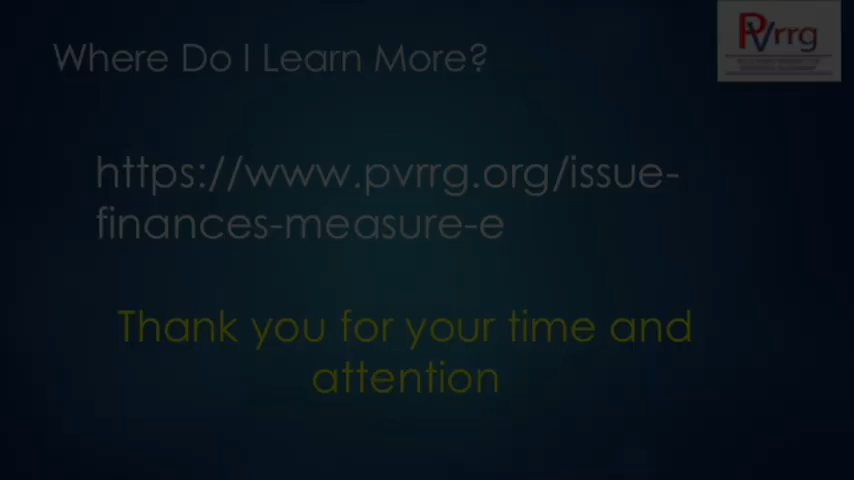 Where Do I Learn More?
PVrrg
https://www.pvrrg.org/issue-
finances-measure-e
Thank you for your time and
attention